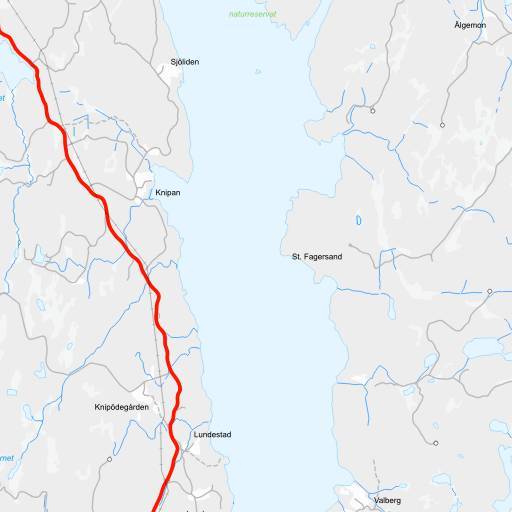 naturreservat
Älgemon
Sjöliden
Knipan
St. Fagersand
Knipödegården
Lundestad
Valberg